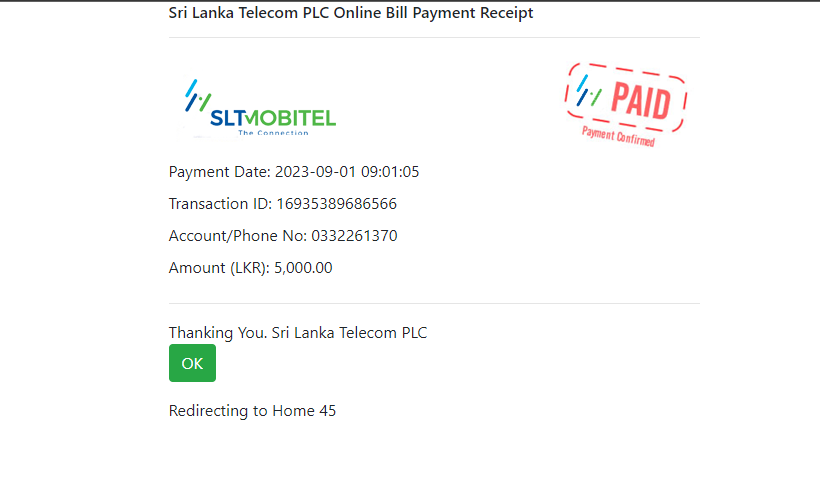 Sri Lanka Telecom PLC Online Bill Payment Receipt
SLTMOBITEL
The Connection
PAID
Payment Confirmed
Payment Date: 2023-09-01 09:01:05
Transaction ID: 16935389686566
Account/Phone No: 0332261370
Amount (LKR): 5,000.00
Thanking You. Sri Lanka Telecom PLC
OK
Redirecting to Home 45